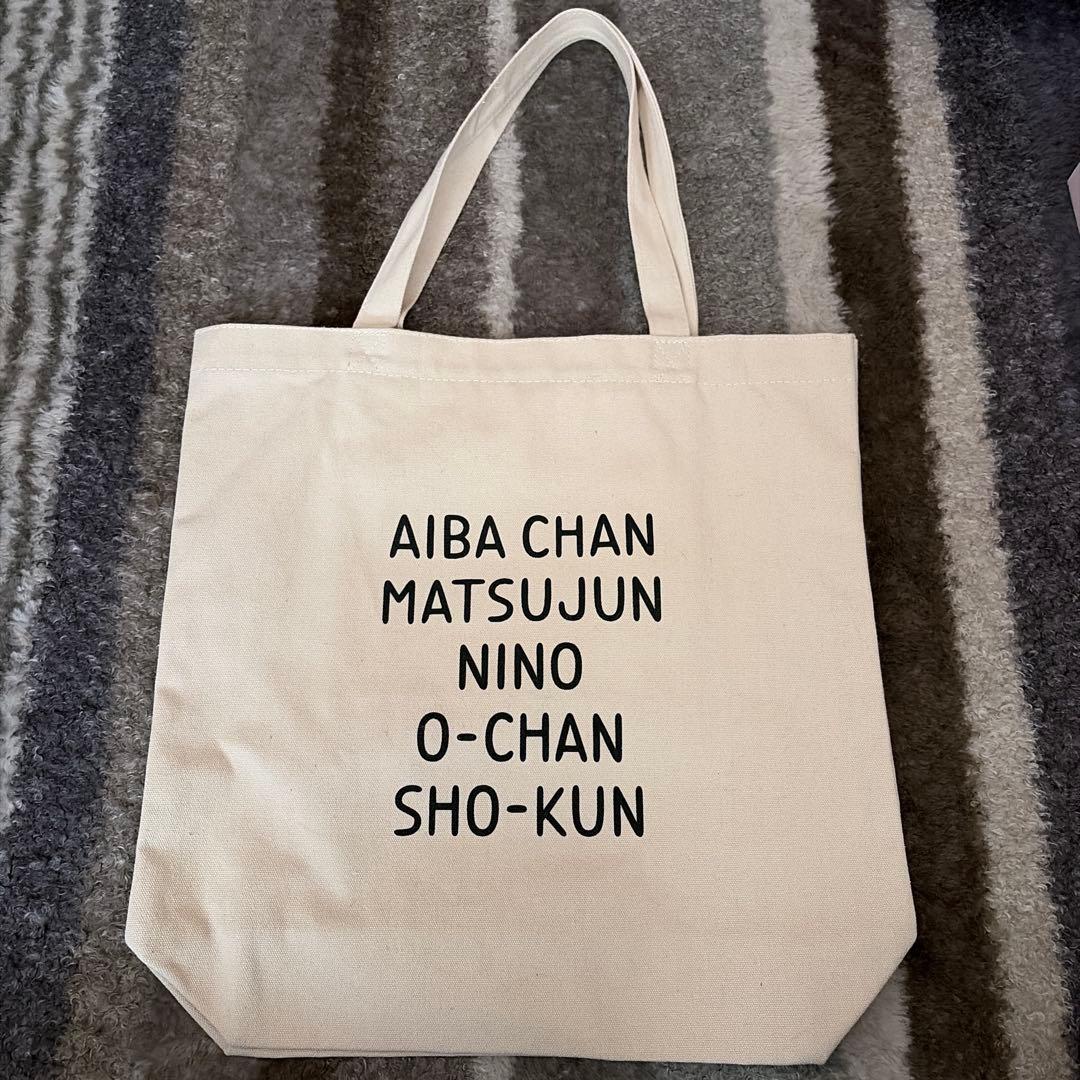 AIBA CHAN
MATSUJUN
NINO
O-CHAN
SHO-KUN